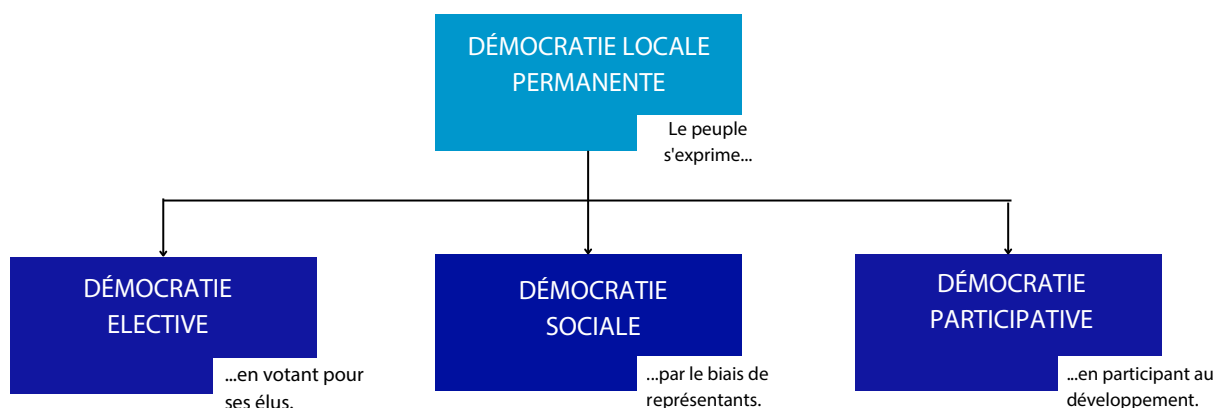 DÉMOCRATIE LOCALE
PERMANENTE
Le peuple
s'exprime...
DÉMOCRATIE
ELECTIVE
...en votant pour
ses élus.
DÉMOCRATIE
SOCIALE
...par le biais de
représentants.
DÉMOCRATIE
PARTICIPATIVE
...en participant au
développement.